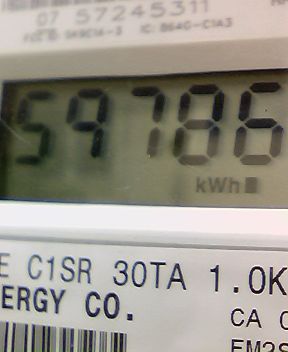 07 57245311
59786
kWh
E C1SR 30TA 1.0K
ERGY CO.
CA